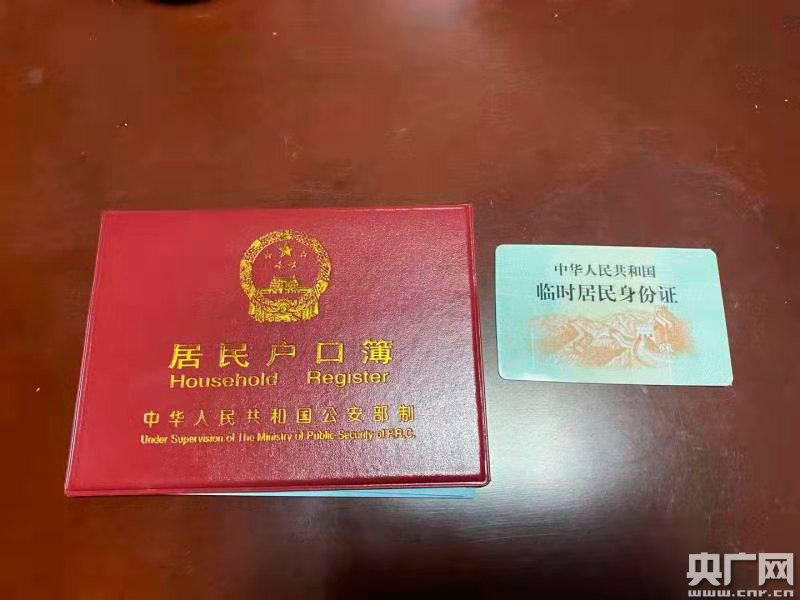 居民户口簿
Household Register
中华人民共和国公安部制
Under Supervision of The Ministry of Public Security of P.R.C.
中华人民共和国
临时居民身份证
央广网
www.cnr.cn